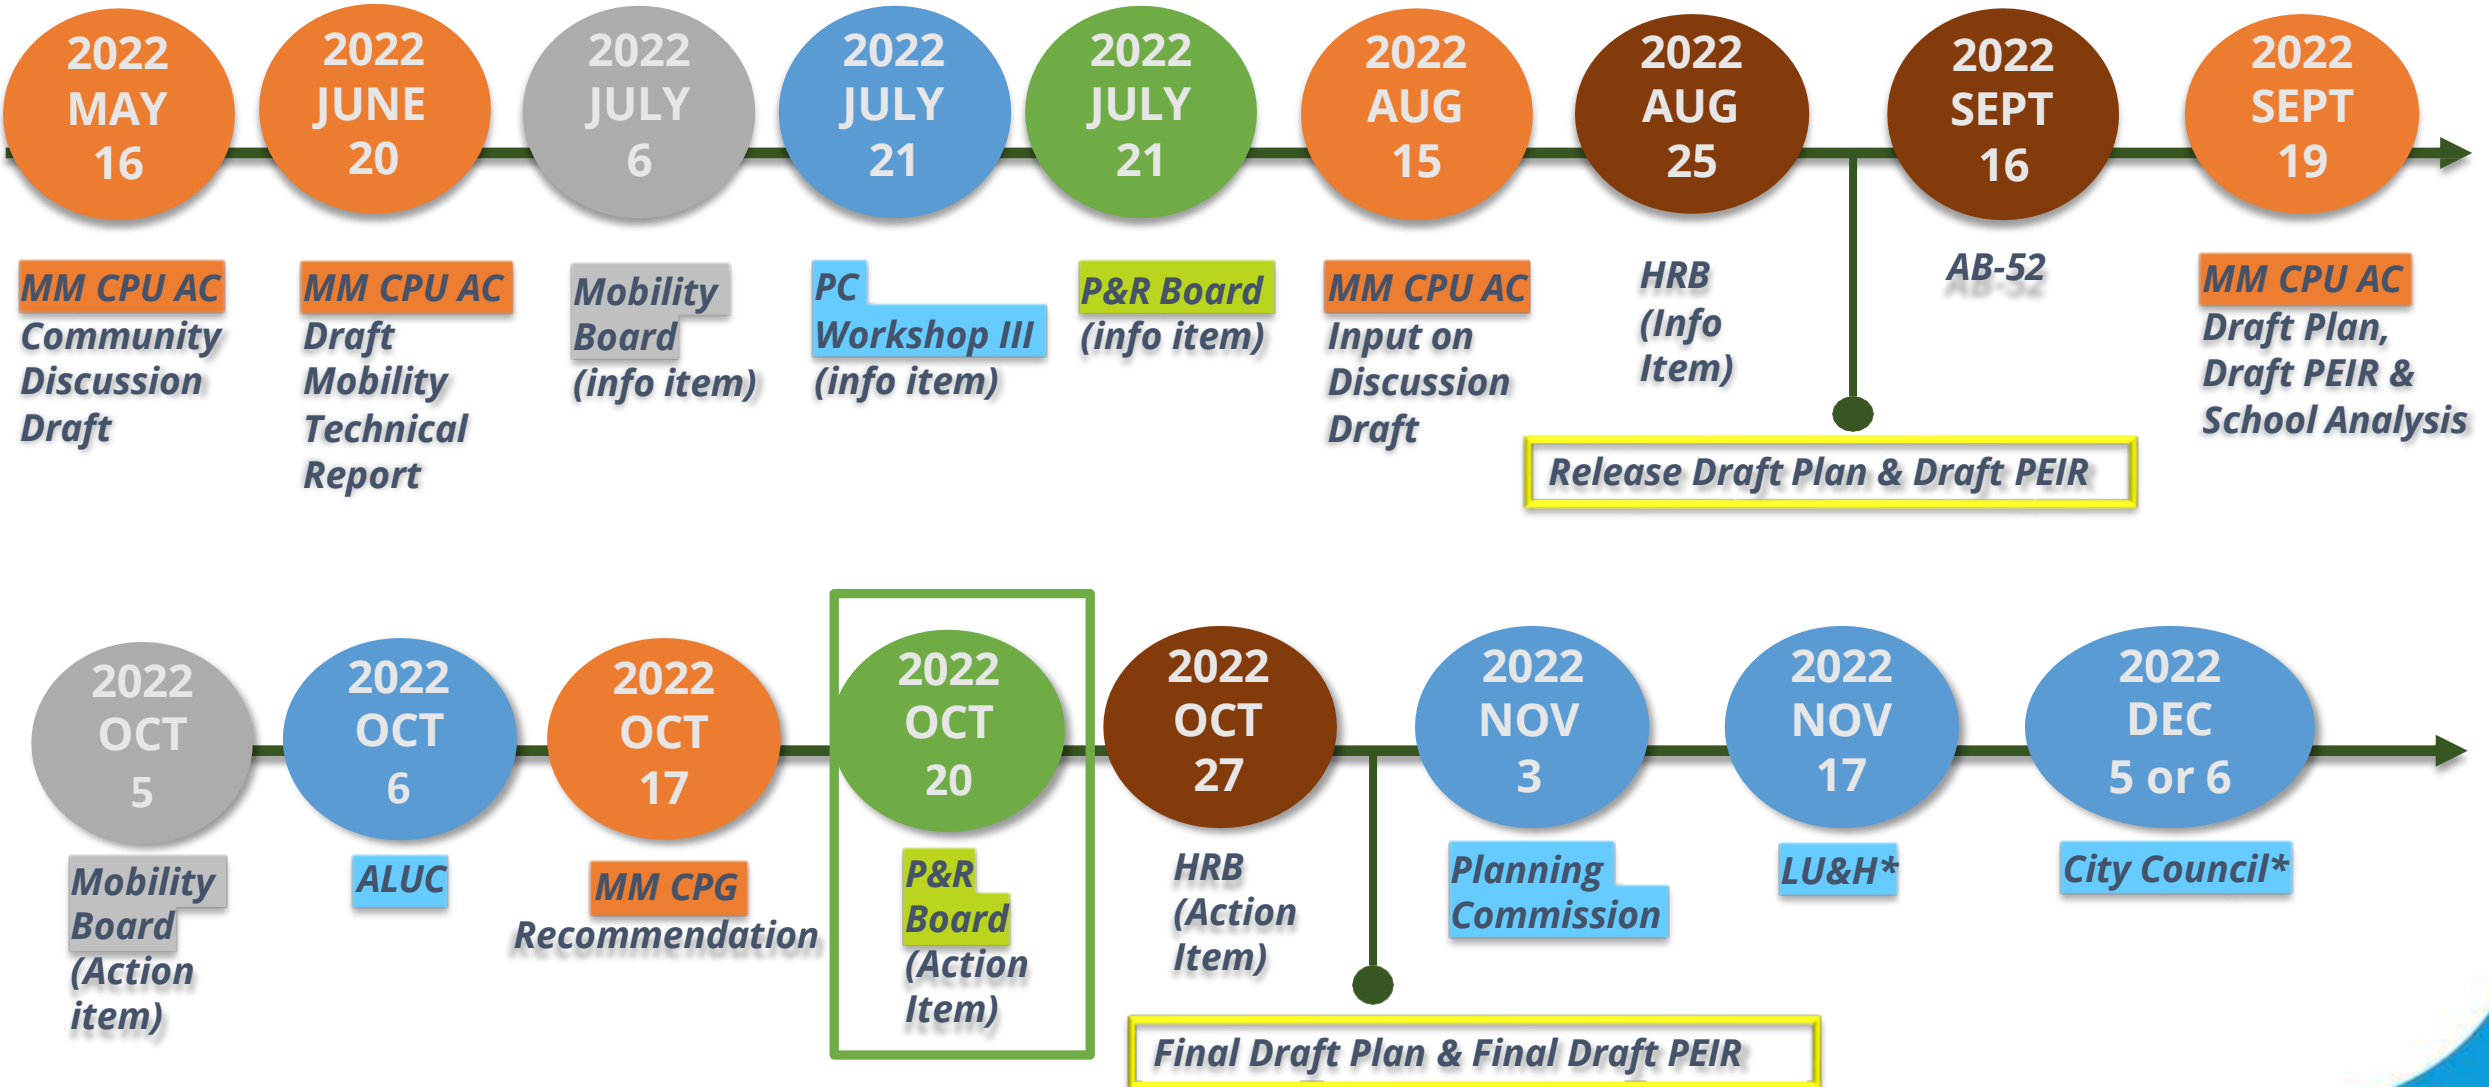 2022
MAY
16
2022
JUNE
20
2022
JULY
6
2022
JULY
21
2022
JULY
21
2022
AUG
15
2022
AUG
25
2022
SEPT
16
2022
SEPT
19
MM CPU AC
Community
Discussion
Draft
MM CPU AC
Draft
Mobility
Technical
Report
Mobility
Board
(info item)
PC
Workshop III
(info item)
P&R Board
(info item)
MM CPU AC
Input on
Discussion
Draft
HRB
(Info
Item)
AB-52
MM CPU AC
Draft Plan,
Draft PEIR &
School Analysis
Release Draft Plan & Draft PEIR
2022
OCT
5
2022
OCT
6
2022
OCT
17
2022
OCT
20
2022
OCT
27
2022
NOV
3
2022
NOV
17
2022
DEC
5 or 6
Mobility
Board
(Action
item)
ALUC
MM CPG
Recommendation
P&R
Board
(Action
Item)
HRB
(Action
Item)
Planning
Commission
LU&H*
City Council*
Final Draft Plan & Final Draft PEIR